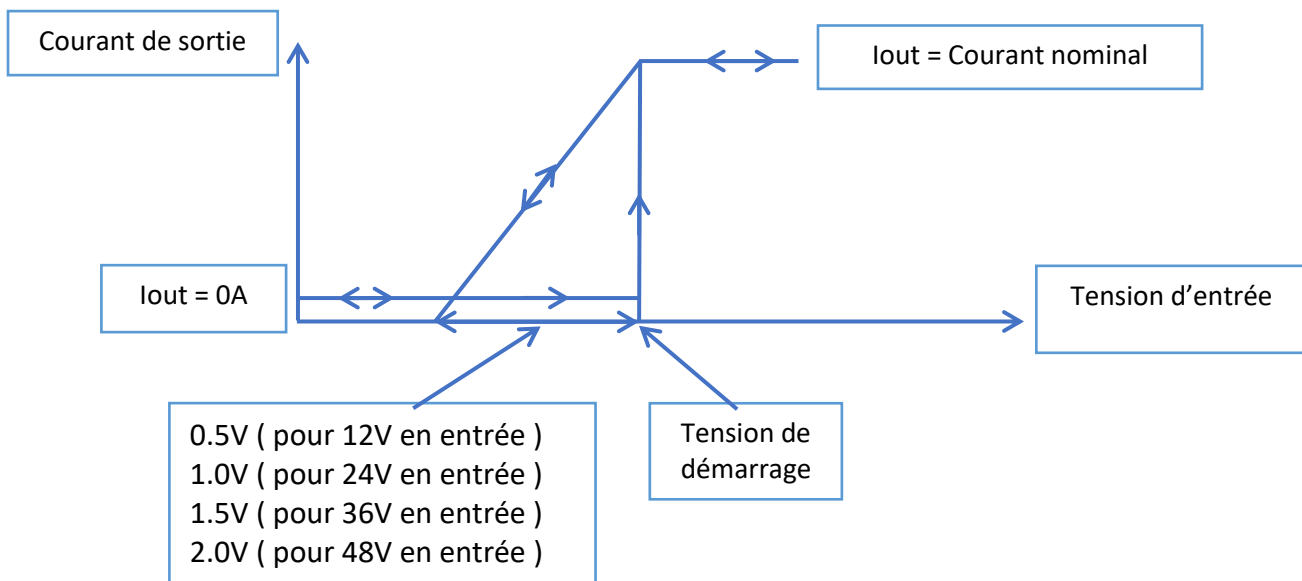 Courant de sortie
Iout = Courant nominal
Iout = 0A
Tension d’entrée
0.5V ( pour 12V en entrée )
1.0V ( pour 24V en entrée )
1.5V ( pour 36V en entrée )
2.0V ( pour 48V en entrée )
Tension de
démarrage